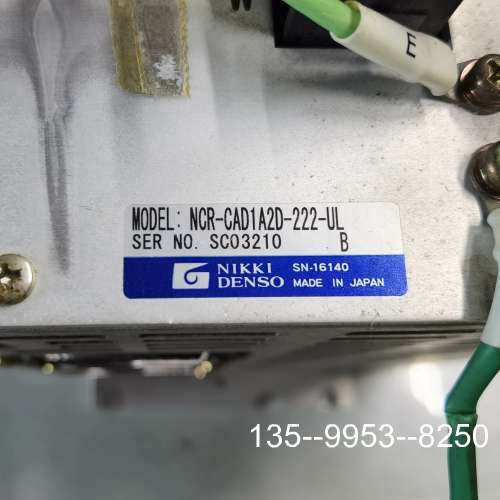 E
MODEL: NCR-CAD1A2D-222-UL
SER NO. SC03210 B
NIKKI DENSO
SN-16140
MADE IN JAPAN
135--9953--8250